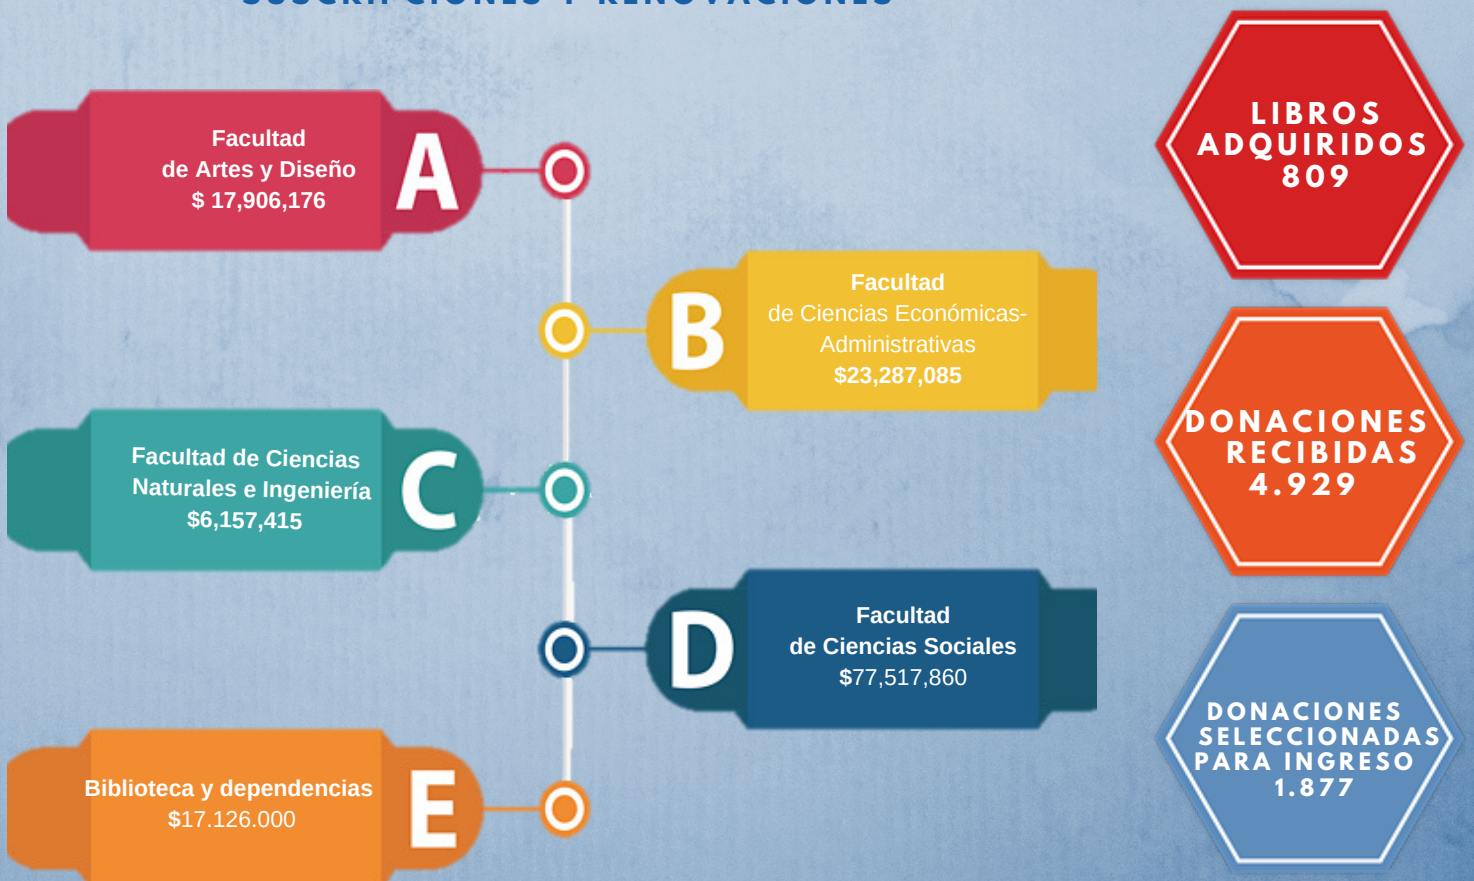 SUSCRIPCIONES Y RENOVACIONES
Facultad
de Artes y Diseño
$ 17,906,176
A
Facultad
de Ciencias Económicas-
Administrativas
$23,287,085
B
Facultad de Ciencias
Naturales e Ingeniería
$6,157,415
C
Facultad
de Ciencias Sociales
$77,517,860
D
Biblioteca y dependencias
$17.126.000
E
LIBROS
ADQUIRIDOS
809
DONACIONES
RECIBIDAS
4.929
DONACIONES
SELECCIONADAS
PARA INGRESO
1.877